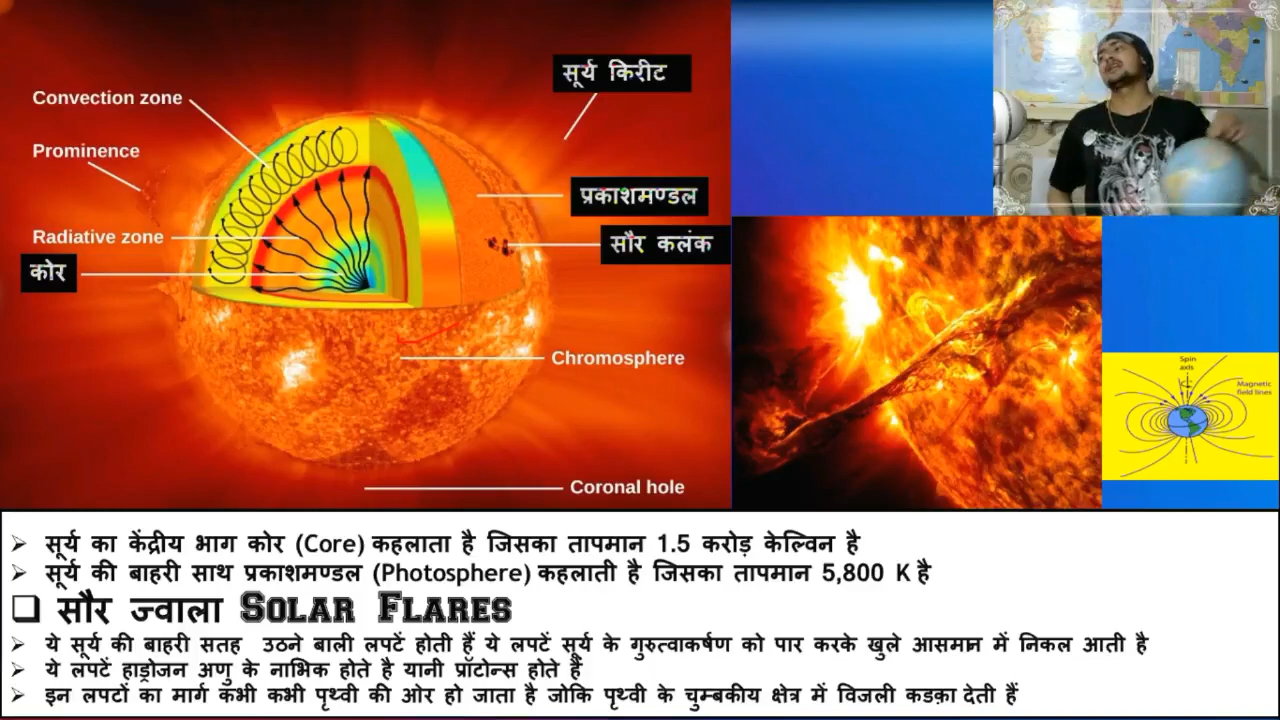 Convection zone
Prominence
Radiative zone
कोर
सूर्य किरीट
प्रकाशमण्डल
सौर कलंक
Chromosphere
Coronal hole
Spin
axis
Magnetic
field lines
➢ सूर्य का केंद्रीय भाग कोर (Core) कहलाता है जिसका तापमान 1.5 करोड़ केल्विन है
➢ सूर्य की बाहरी साथ प्रकाशमण्डल (Photosphere) कहलाती है जिसका तापमान 5,800 K है
❑ सौर ज्वाला SOLAR FLARES
➢ ये सूर्य की बाहरी सतह उठने बाली लपटें होती हैं ये लपटें सूर्य के गुरुत्वाकर्षण को पार करके खुले आसमान में निकल आती है
➢ ये लपटें हाइड्रोजन अणु के नाभिक होते है यानी प्रॉटोन्स होते हैं
➢ इन लपटों का मार्ग कभी कभी पृथ्वी की ओर हो जाता है जोकि पृथ्वी के चुम्बकीय क्षेत्र में विजली कडक़ा देती हैं